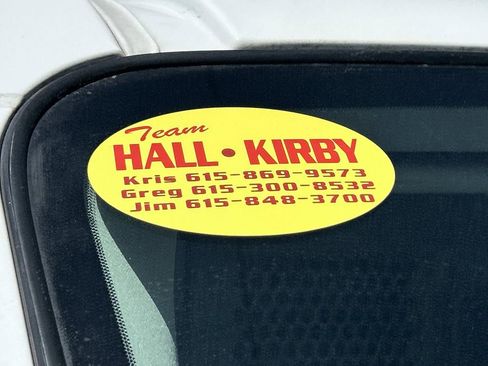 Team
HALL • KIRBY
Kris 615-869-9573
Greg 615-300-8532
Jim 615-848-3700